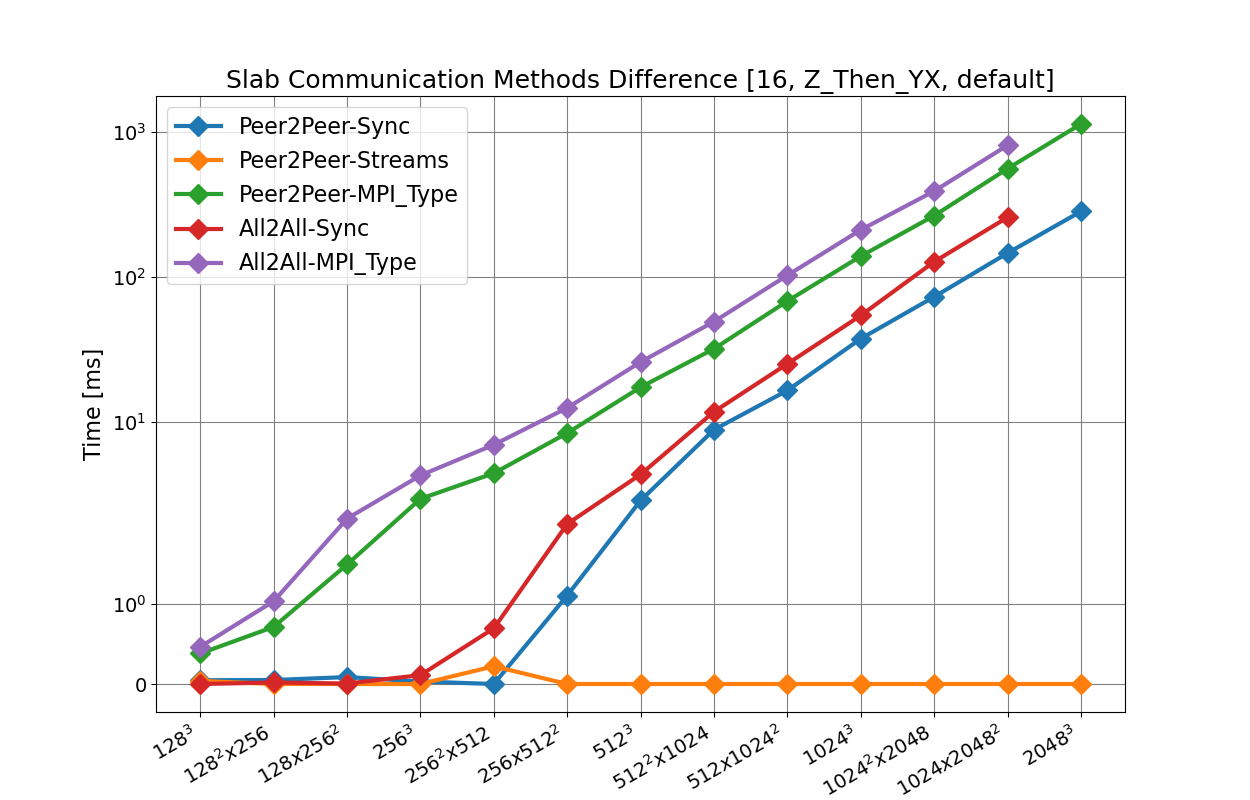 Slab Communication Methods Difference [16, Z_Then_YX, default]
Peer2Peer-Sync
Peer2Peer-Streams
Peer2Peer-MPI_Type
All2All-Sync
All2All-MPI_Type
Time [ms]
10³
10²
10¹
10⁰
0
128³
128²x256
128x256²
256³
256²x512
256x512²
512³
512²x1024
512x1024²
1024³
1024²x2048
1024x2048²
2048³